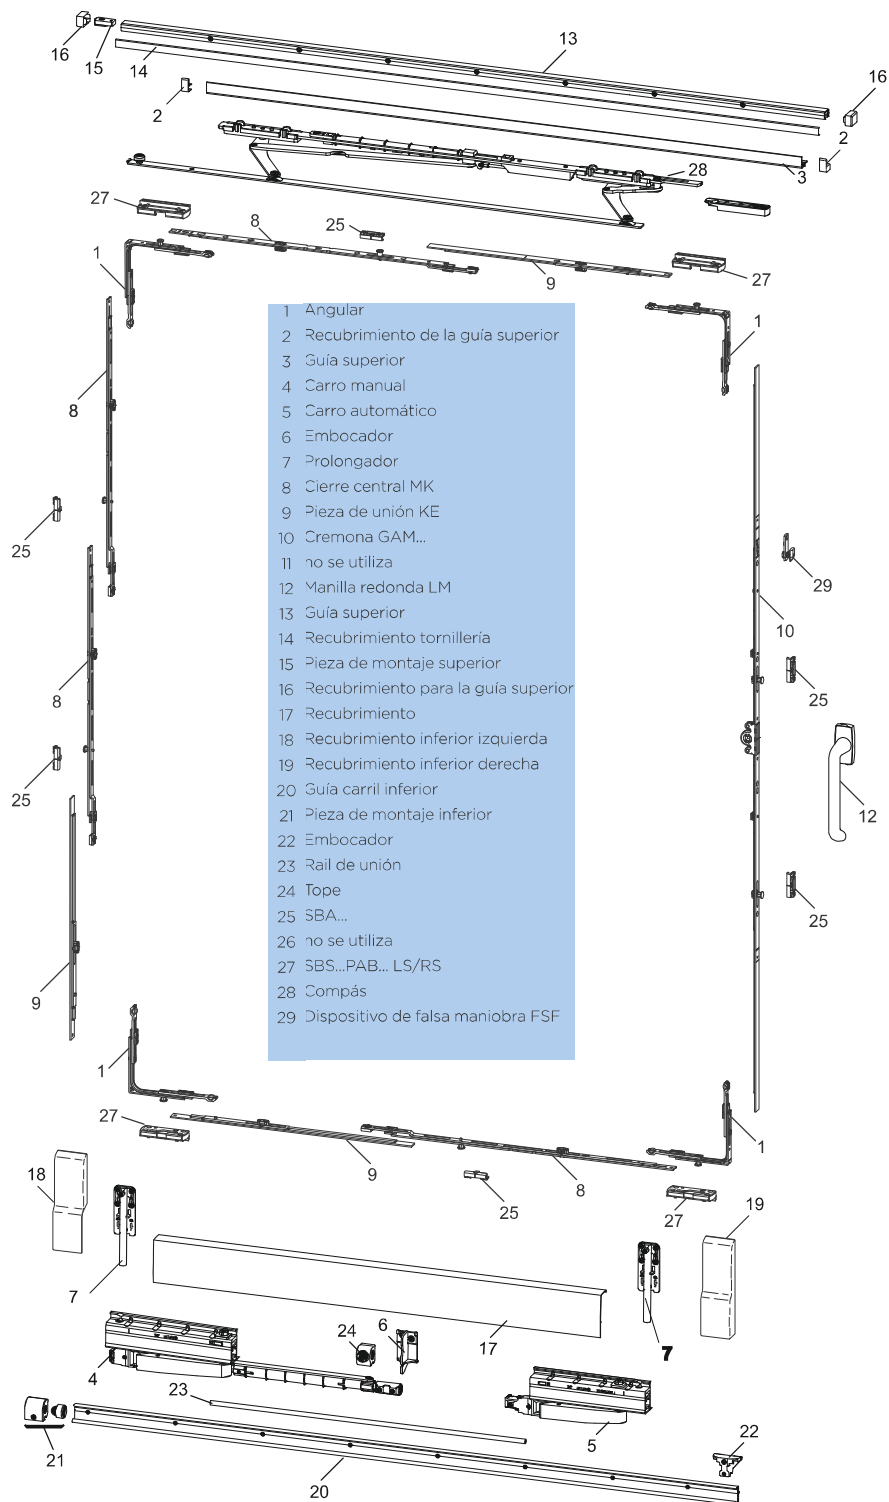 13
16
15
14
16
2
2
3
28
27
8
25
1
9
27
1
8
1 Angular
2 Recubrimiento de la guía superior
3 Guía superior
4 Carro manual
5 Carro automático
6 Embocador
7 Prolongador
8 Cierre central MK
9 Pieza de unión KE
10 Cremona GAM...
11 no se utiliza
12 Manilla redonda LM
13 Guía superior
14 Recubrimiento tornillería
15 Pieza de montaje superior
16 Recubrimiento para la guía superior
17 Recubrimiento
18 Recubrimiento inferior izquierda
19 Recubrimiento inferior derecha
20 Guía carril inferior
21 Pieza de montaje inferior
22 Embocador
23 Rail de unión
24 Tope
25 SBA...
26 no se utiliza
27 SBS...PAB... LS/RS
28 Compás
29 Dispositivo de falsa maniobra FSF
25
29
10
25
8
25
12
25
9
1
27
1
9
8
18
25
27
19
7
6
24
17
7
4
23
5
22
21
20